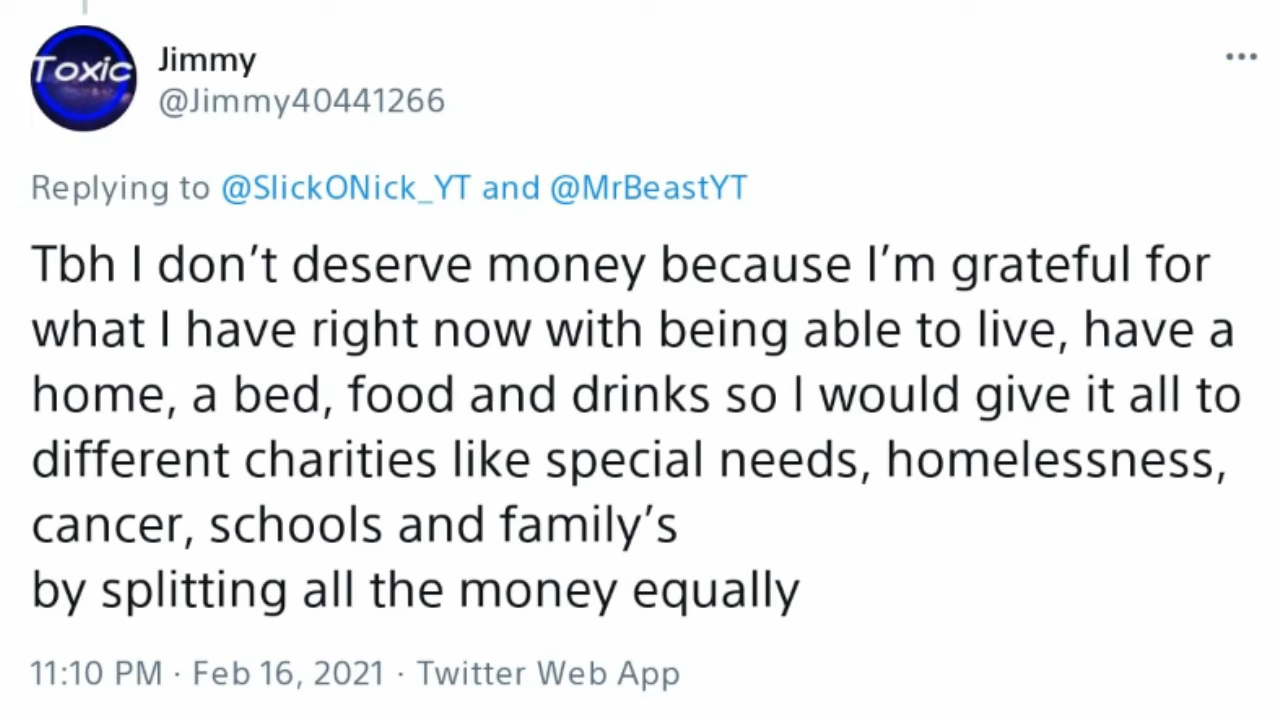 Toxic
Jimmy
@Jimmy40441266
Replying to @SlickONick_YT and @MrBeastYT
Tbh I don’t deserve money because I’m grateful for
what I have right now with being able to live, have a
home, a bed, food and drinks so I would give it all to
different charities like special needs, homelessness,
cancer, schools and family’s
by splitting all the money equally
11:10 PM · Feb 16, 2021 · Twitter Web App